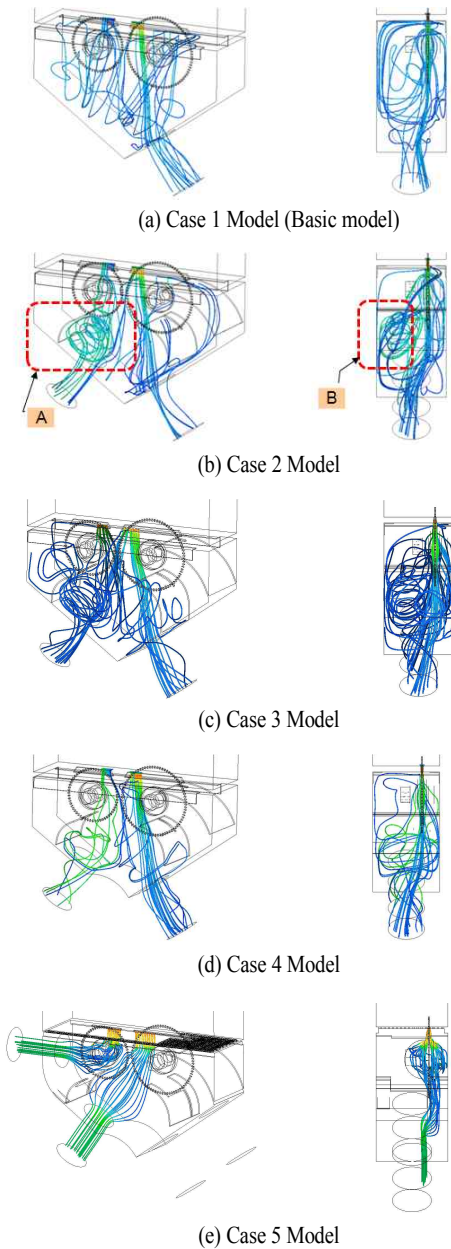 (a) Case 1 Model (Basic model)
A
B
(b) Case 2 Model
(c) Case 3 Model
(d) Case 4 Model
(e) Case 5 Model